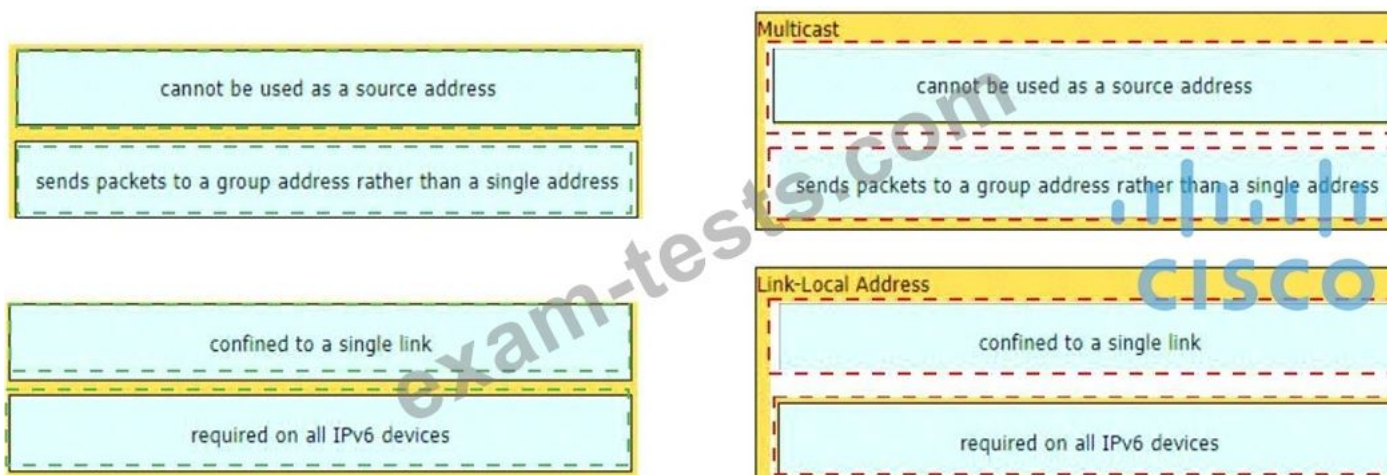 cannot be used as a source address
sends packets to a group address rather than a single address
confined to a single link
required on all IPv6 devices
Multicast
cannot be used as a source address
sends packets to a group address rather than a single address
Link-Local Address
confined to a single link
required on all IPv6 devices
exam-tests.com
CISCO